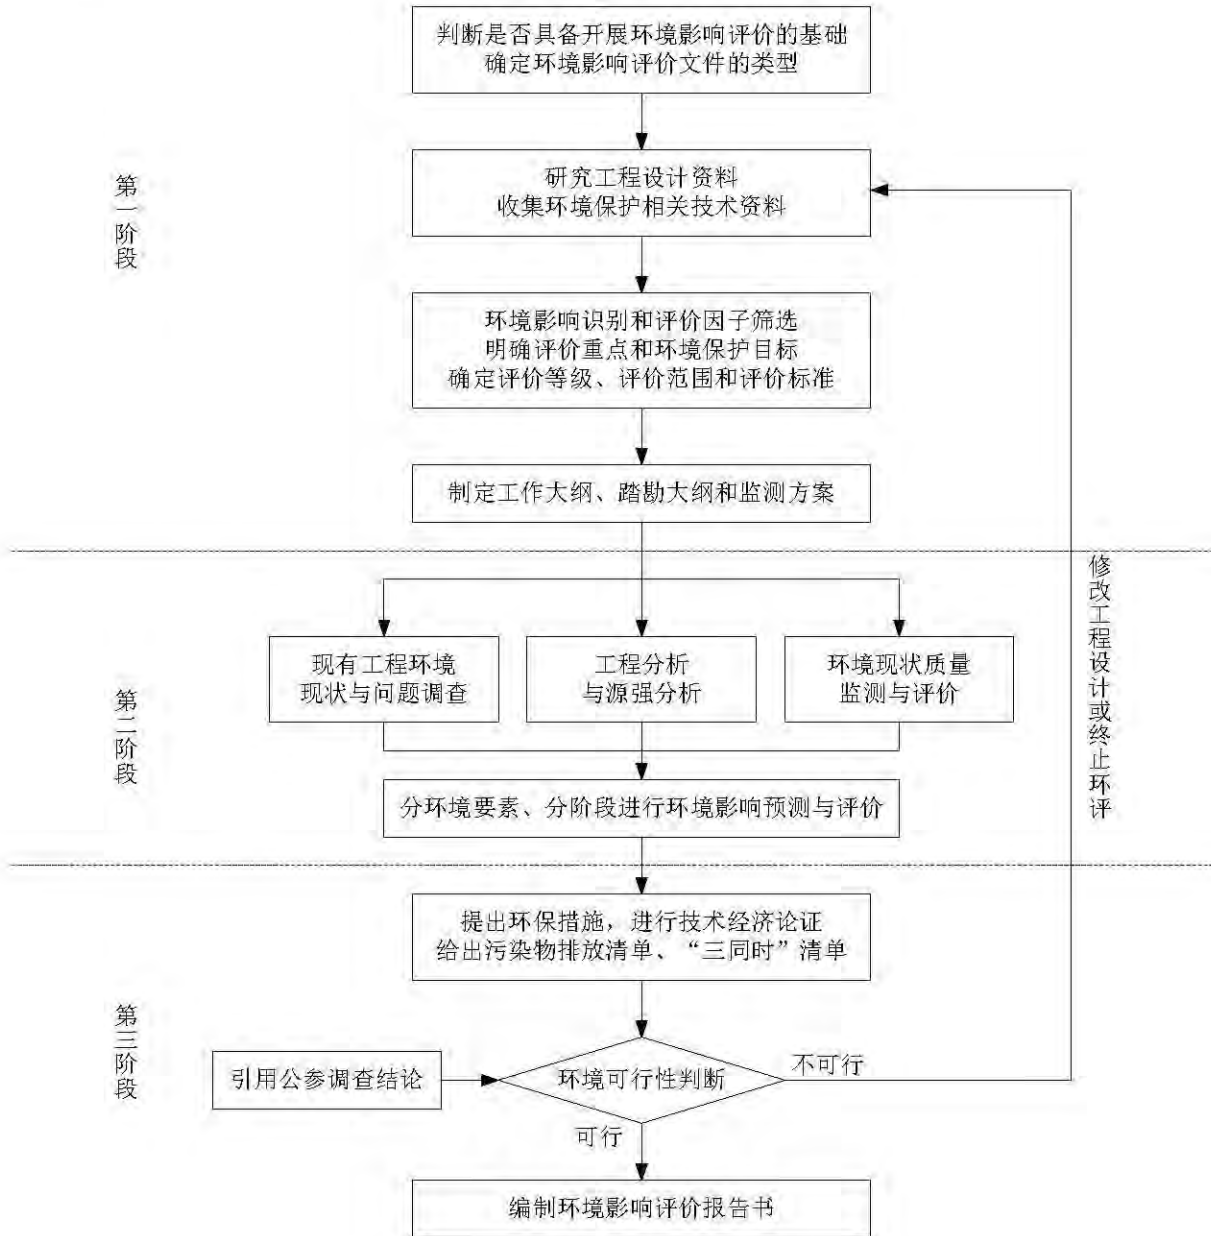 判断是否具备开展环境影响评价的基础
确定环境影响评价文件的类型
第一阶段
研究工程设计资料
收集环境保护相关技术资料
环境影响识别和评价因子筛选
明确评价重点和环境保护目标
确定评价等级、评价范围和评价标准
制定工作大纲、踏勘大纲和监测方案
修改工程设计或终止环评
第二阶段
现有工程环境
现状与问题调查
工程分析
与源强分析
环境现状质量
监测与评价
分环境要素、分阶段进行环境影响预测与评价
提出环保措施，进行技术经济论证
给出污染物排放清单、“三同时”清单
第三阶段
引用公参调查结论
环境可行性判断
不可行
可行
编制环境影响评价报告书